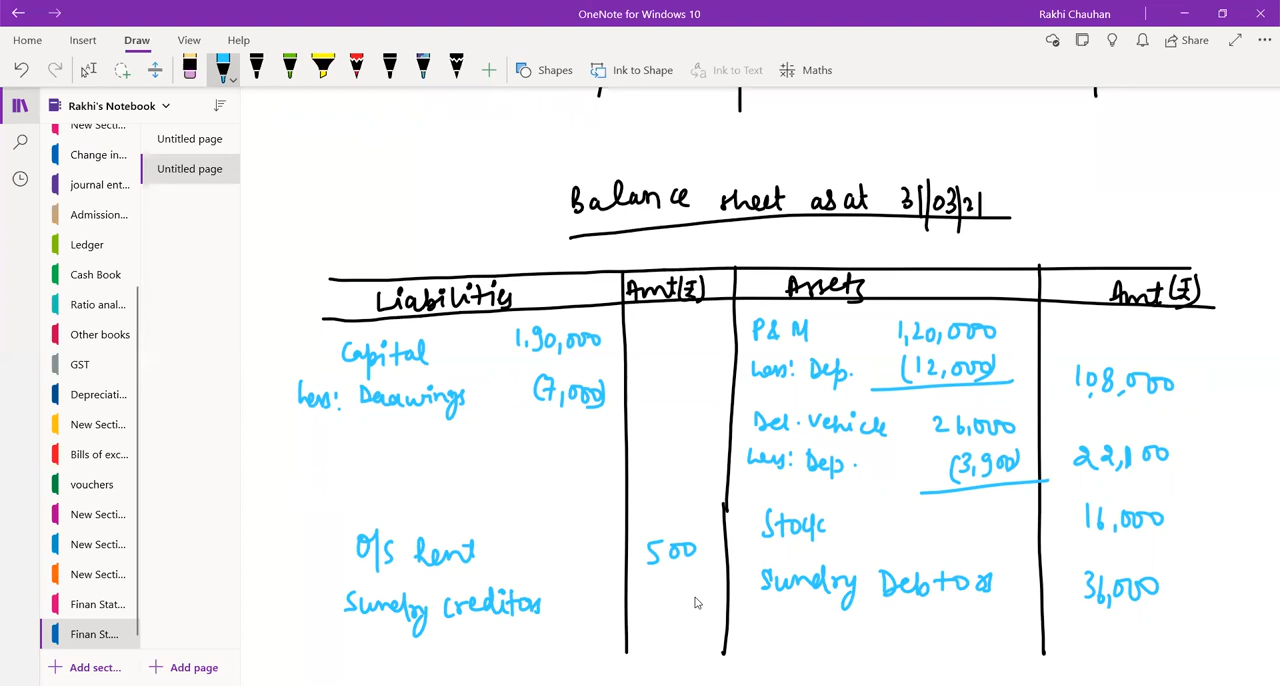 OneNote for Windows 10
Rakhi Chauhan
Home Insert Draw View Help
Share
Shapes Ink to Shape Ink to Text Maths
Rakhi's Notebook
New Secti...
Change in...
journal ent...
Admission...
Ledger
Cash Book
Ratio anal...
Other books
GST
Depreciati...
New Secti...
Bills of exc...
vouchers
New Secti...
New Secti...
New Secti...
Finan Stat...
Finan St....
Add sect...
Add page
Untitled page
Untitled page
Balance sheet as at 31/03/21
Liabilities Amt(₹) Assets Amt(₹)
Capital 1,90,000
Less: Drawings (7,000)
O/S Rent 500
Sundry Creditors
P & M 1,20,000
Less: Dep. (12,000) 1,08,000
Del. Vehicle 26,000
Less: Dep. (3,900) 22,100
Stock 16,000
Sundry Debtors 36,000